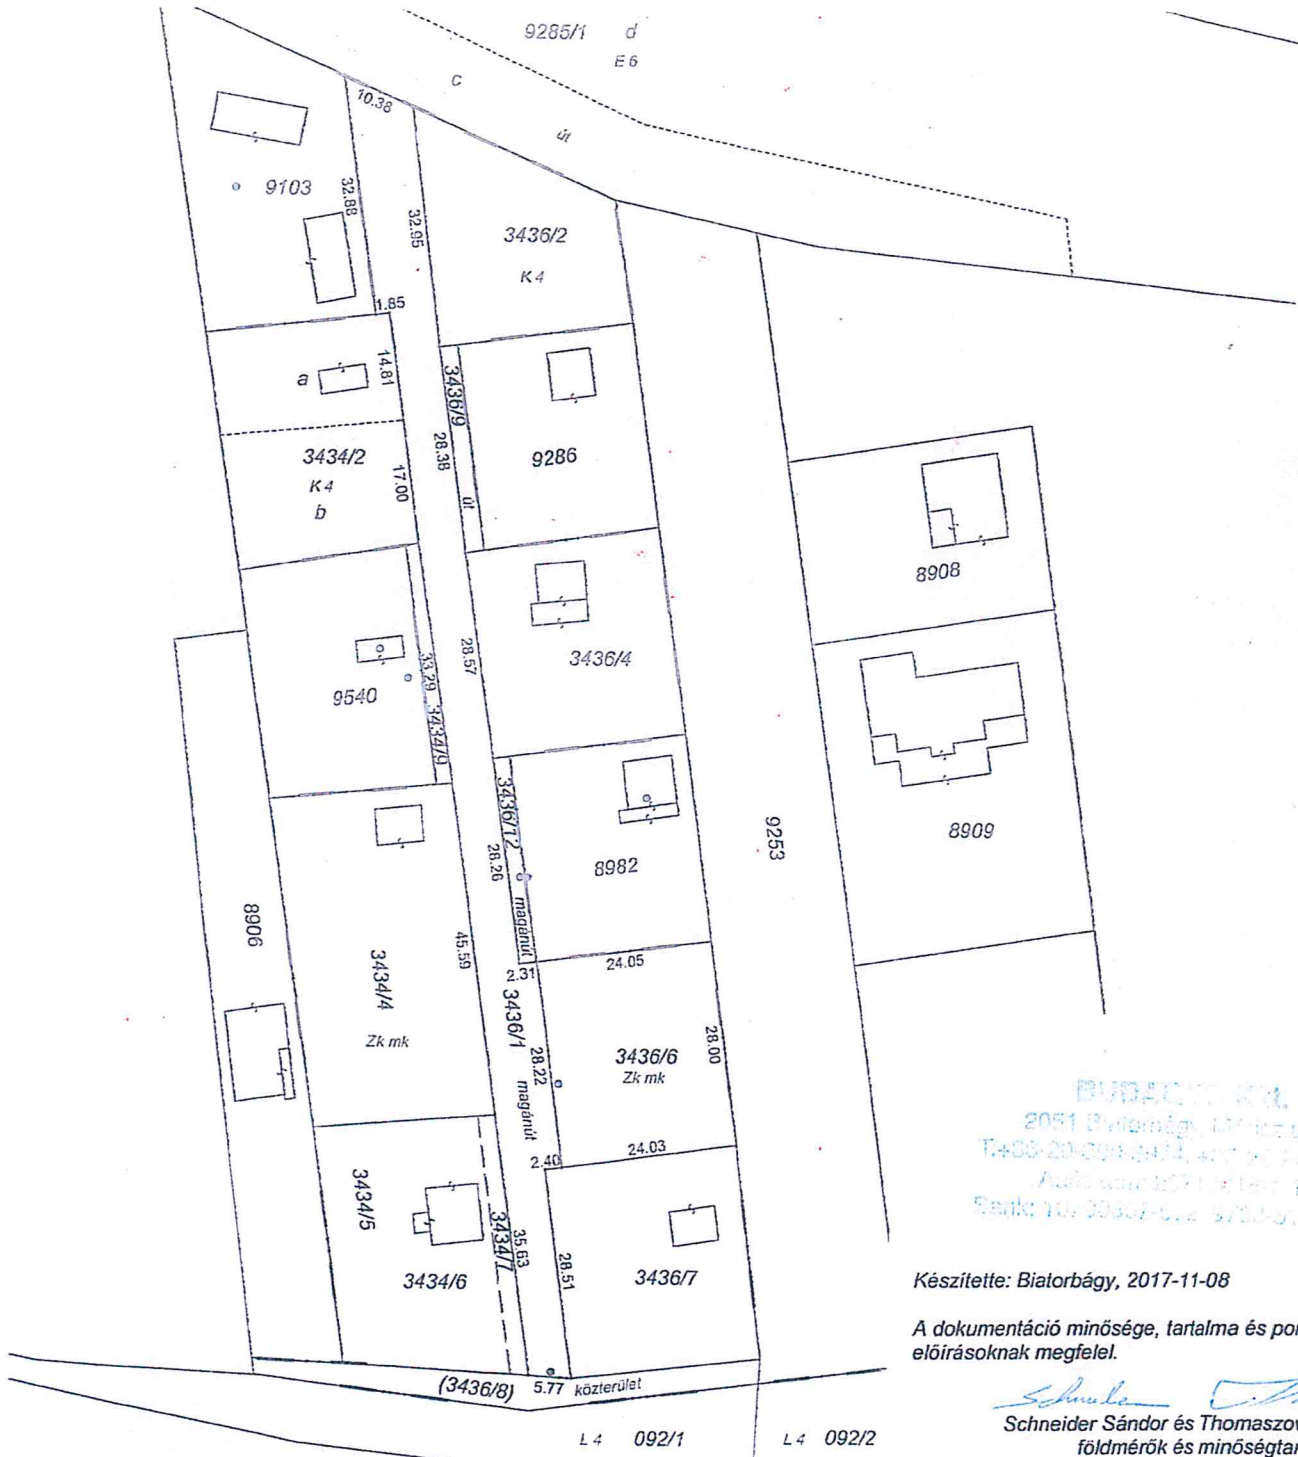 9285/1 d
E 6
C
út
10.38
9103
32.88
32.95
3436/2
K 4
1.85
a
14.81
3436/9
28.38
9286
3434/2
K 4
b
17.00
út
8908
28.57
3436/4
33.29
9540
3434/9
3436/12
28.26
8982
9253
8909
8906
magánút
45.59
3434/4
Zk mk
2.31
24.05
3436/1
28.22
28.00
3436/6
Zk mk
magánút
2.40
24.03
3434/5
3434/7
35.63
28.51
3434/6
3436/7
(3436/8) 5.77 közterület
L 4 092/1
L 4 092/2
2051
Készítette: Biatorbágy, 2017-11-08
A dokumentáció minősége, tartalma és
előírásoknak megfelel.
Schneider Sándor és
földmérők és